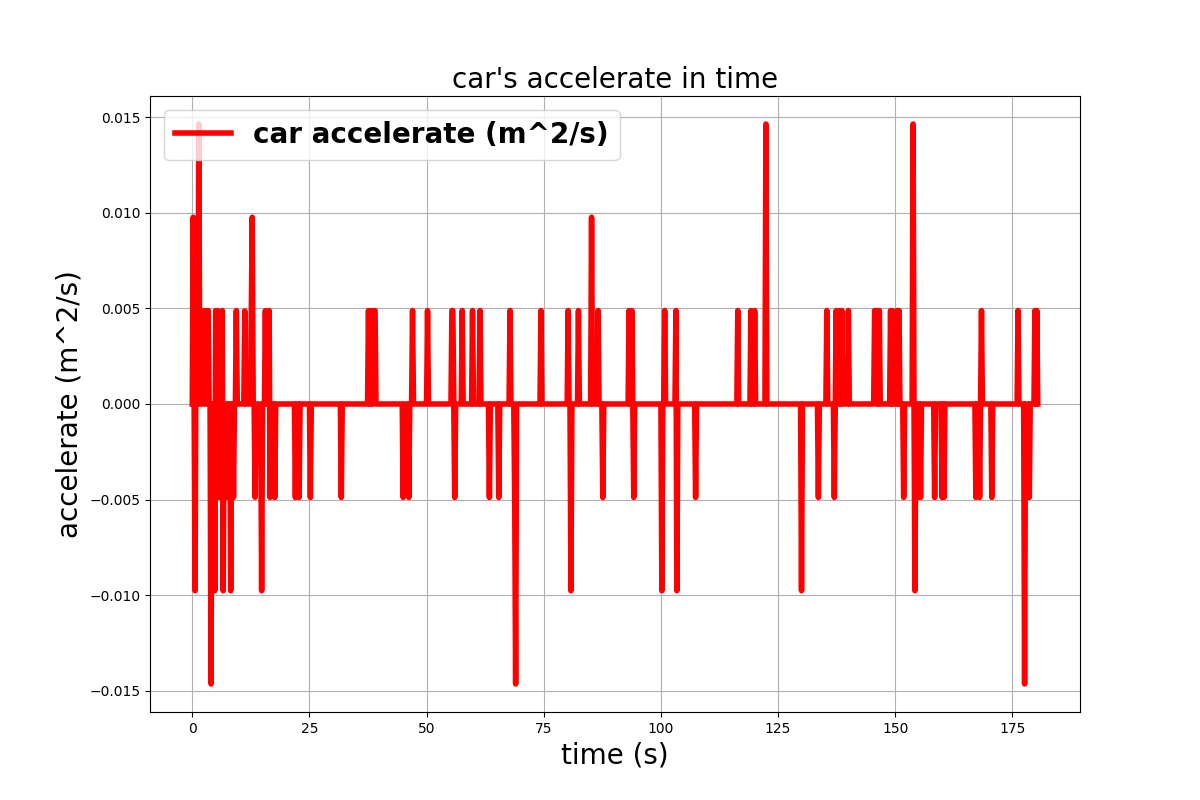 car's accelerate in time
car accelerate (m^2/s)
accelerate (m^2/s)
0.015
0.010
0.005
0.000
−0.005
−0.010
−0.015
0 25 50 75 100 125 150 175
time (s)